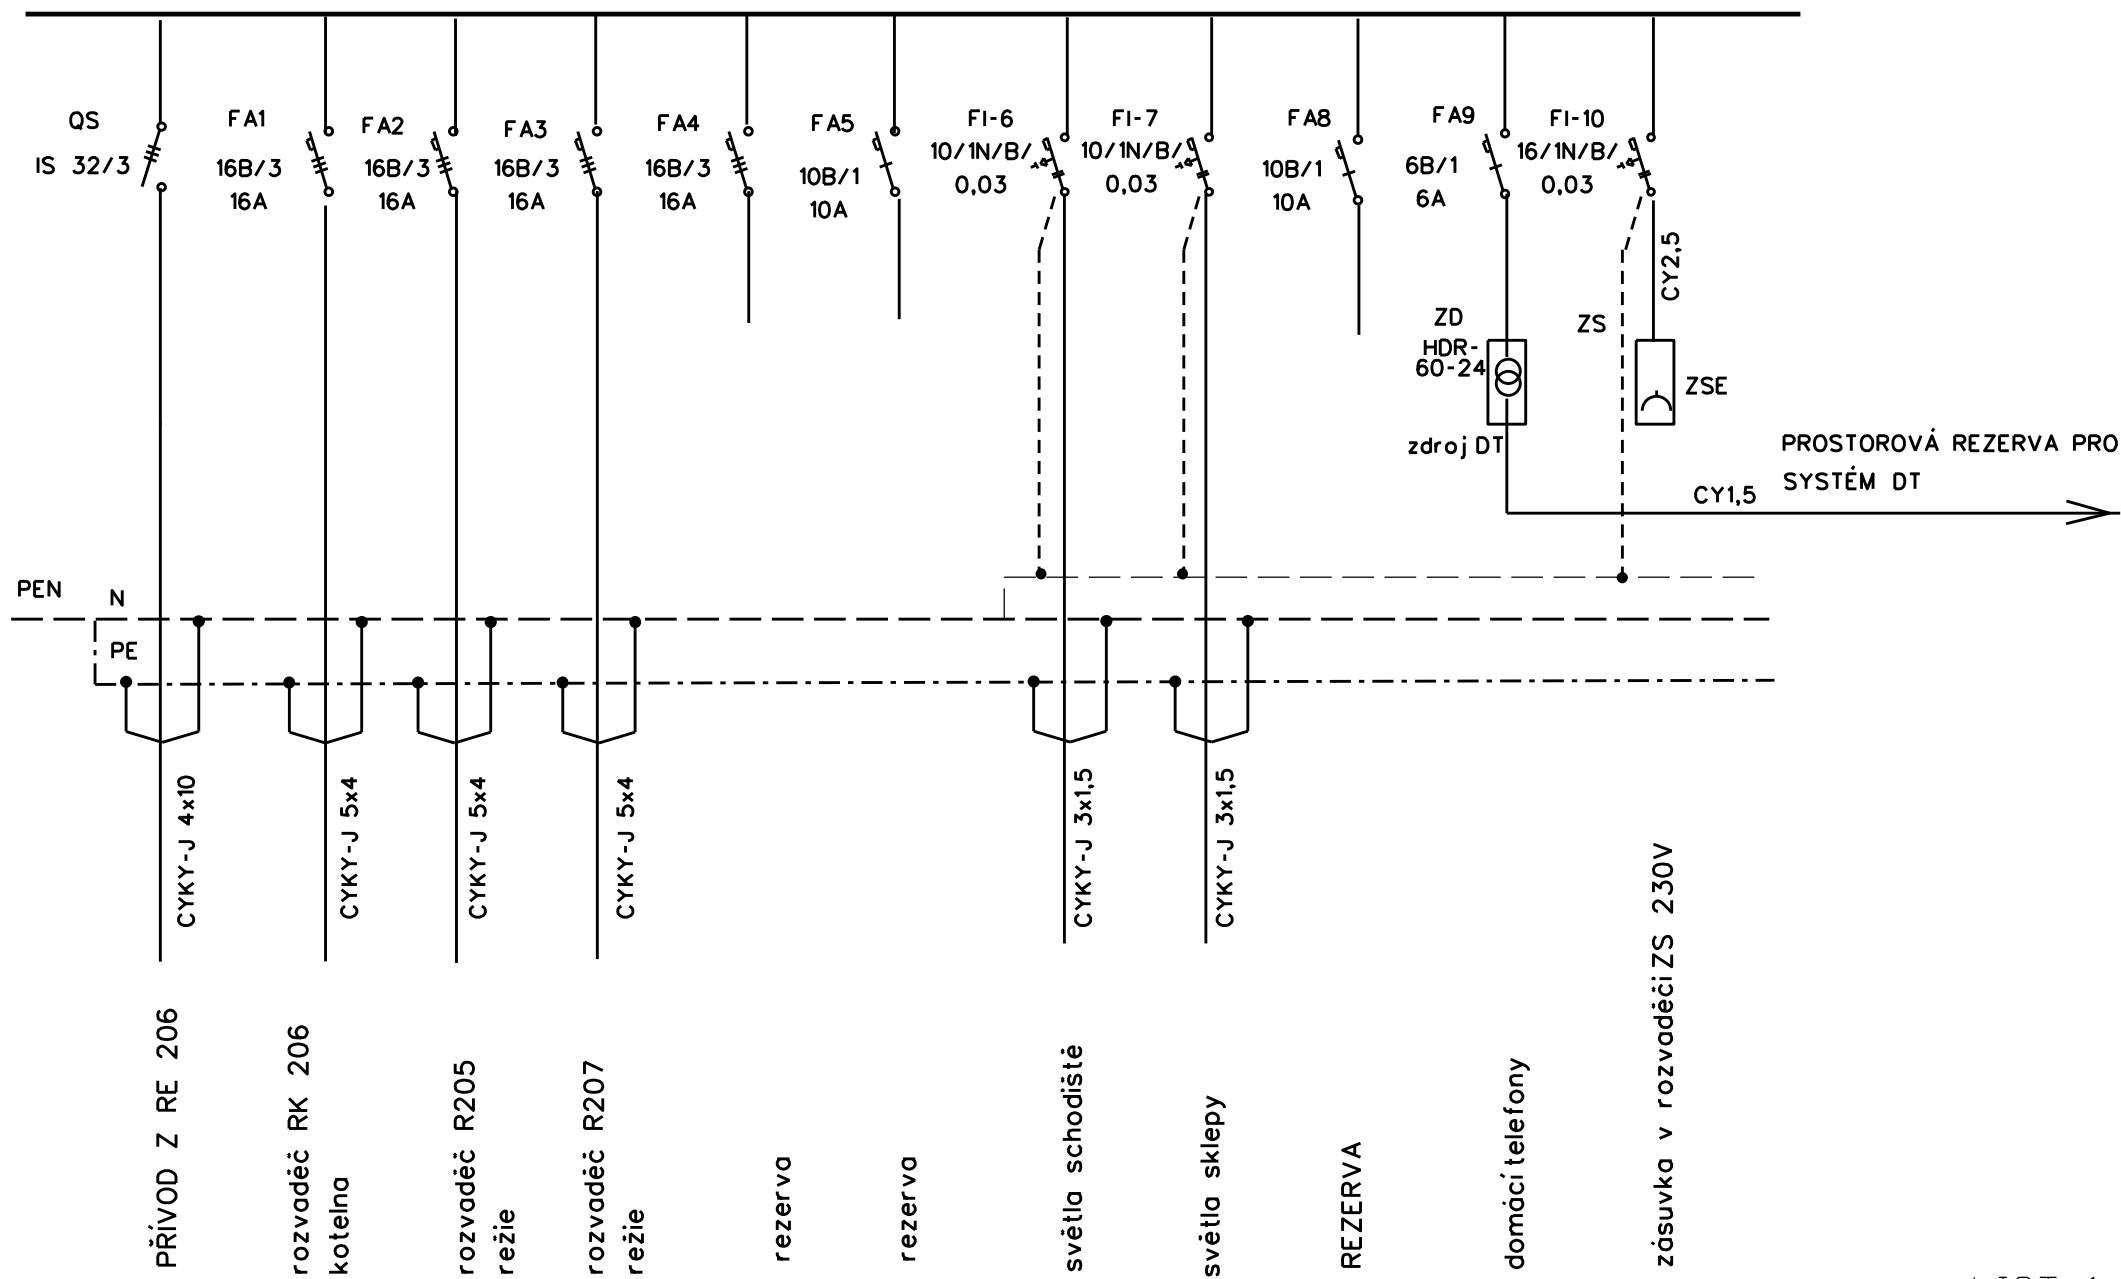 QS
IS 32/3
FA1
16B/3
16A
FA2
16B/3
16A
FA3
16B/3
16A
FA4
16B/3
16A
FA5
10B/1
10A
FI-6
10/1N/B/
0,03
FI-7
10/1N/B/
0,03
FA8
10B/1
10A
FA9
6B/1
6A
FI-10
16/1N/B/
0,03
CY2,5
ZD
HDR-
60-24
zdroj DT
ZS
ZSE
PROSTOROVÁ REZERVA PRO
SYSTÉM DT
CY1,5
PEN
N
PE
CYKY-J 4x10
CYKY-J 5x4
CYKY-J 5x4
CYKY-J 5x4
CYKY-J 3x1,5
CYKY-J 3x1,5
PŘÍVOD Z RE 206
rozvaděč RK 206
kotelna
rozvaděč R205
režie
rozvaděč R207
režie
rezerva
rezerva
světla schodiště
světla sklepy
REZERVA
domácí telefony
zásuvka v rozvaděči ZS 230V